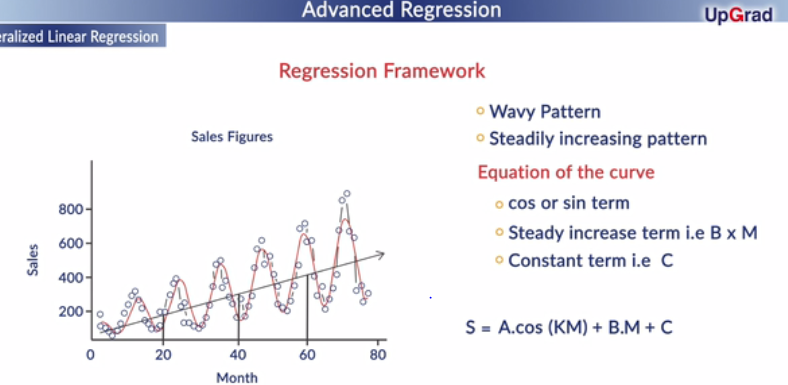 Advanced Regression
UpGrad
eralized Linear Regression
Regression Framework
Sales Figures
Sales
800
600
400
200
0 20 40 60 80
Month
Wavy Pattern
Steadily increasing pattern
Equation of the curve
cos or sin term
Steady increase term i.e B x M
Constant term i.e C
S = A.cos (KM) + B.M + C